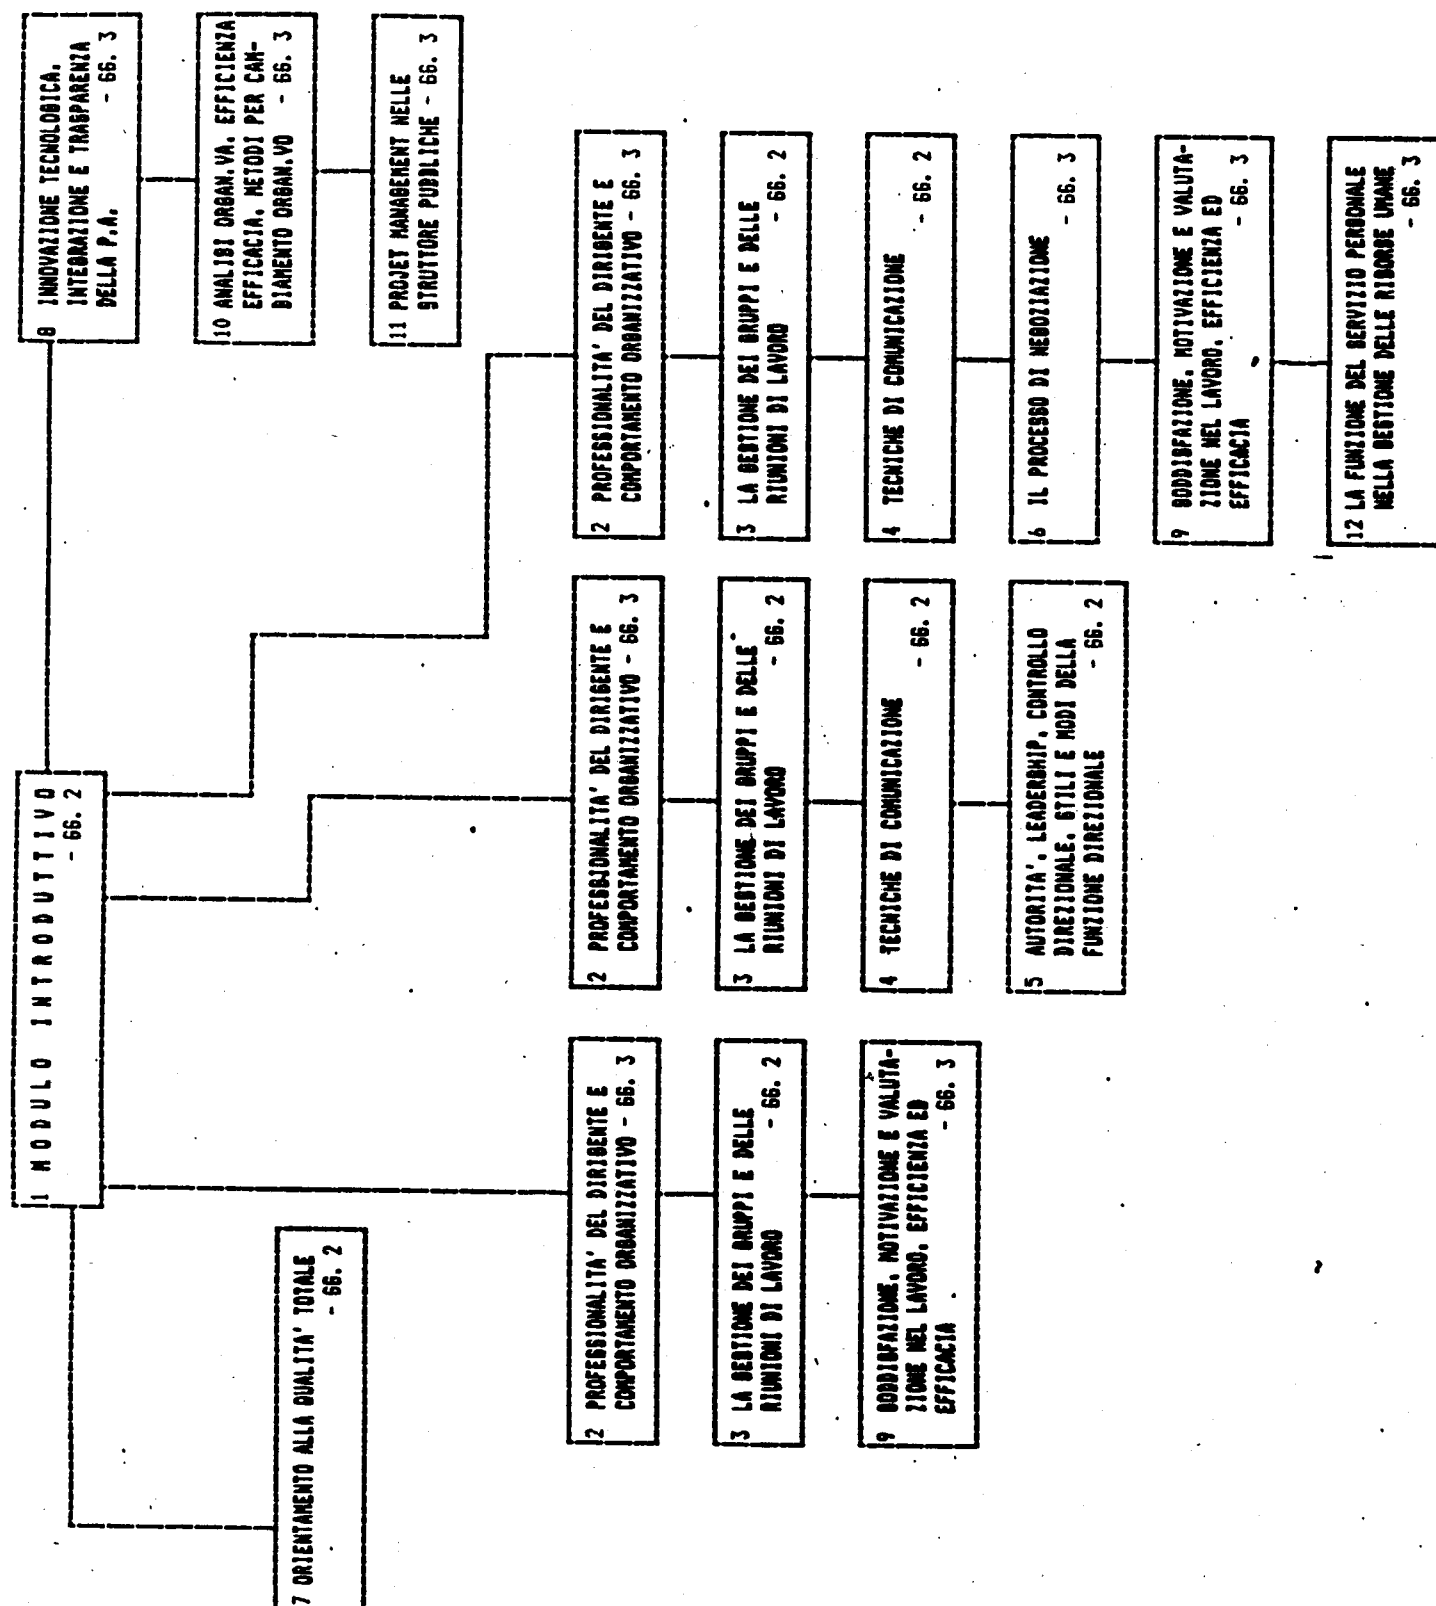 1 MODULO INTRODUTTIVO
- GG. 2
7 ORIENTAMENTO ALLA QUALITA' TOTALE
- GG. 2
2 PROFESSIONALITA' DEL DIRIGENTE E
COMPORTAMENTO ORGANIZZATIVO - GG. 3
3 LA GESTIONE DEI GRUPPI E DELLE
RIUNIONI DI LAVORO - GG. 2
9 SODDISFAZIONE, MOTIVAZIONE E VALUTA-
ZIONE NEL LAVORO, EFFICIENZA ED
EFFICACIA - GG. 3
2 PROFESSIONALITA' DEL DIRIGENTE E
COMPORTAMENTO ORGANIZZATIVO - GG. 3
3 LA GESTIONE DEI GRUPPI E DELLE
RIUNIONI DI LAVORO - GG. 2
4 TECNICHE DI COMUNICAZIONE
- GG. 2
5 AUTORITA', LEADERSHIP, CONTROLLO
DIREZIONALE, STILI E MODI DELLA
FUNZIONE DIREZIONALE - GG. 2
2 PROFESSIONALITA' DEL DIRIGENTE E
COMPORTAMENTO ORGANIZZATIVO - GG. 3
3 LA GESTIONE DEI GRUPPI E DELLE
RIUNIONI DI LAVORO - GG. 2
4 TECNICHE DI COMUNICAZIONE
- GG. 2
6 IL PROCESSO DI NEGOZIAZIONE
- GG. 3
9 SODDISFAZIONE, MOTIVAZIONE E VALUTA-
ZIONE NEL LAVORO, EFFICIENZA ED
EFFICACIA - GG. 3
12 LA FUNZIONE DEL SERVIZIO PERSONALE
NELLA GESTIONE DELLE RISORSE UMANE
- GG. 3
8 INNOVAZIONE TECNOLOGICA,
INTEGRAZIONE E TRASPARENZA
DELLA P.A. - GG. 3
10 ANALISI ORGAN.VA, EFFICIENZA
EFFICACIA, METODI PER CAM-
BIAMENTO ORGAN.VO - GG. 3
11 PROJET MANAGEMENT NELLE
STRUTTORE PUBBLICHE - GG. 3